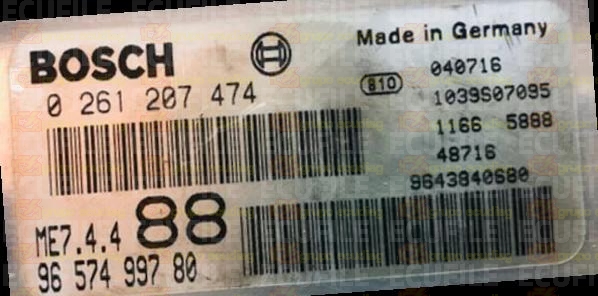 BOSCH
0 261 207 474
ME7.4.4 88
96 574 997 80
Made in Germany
040716
810 1039S07095
1166 5888
48716
9643840680
ECUFILE